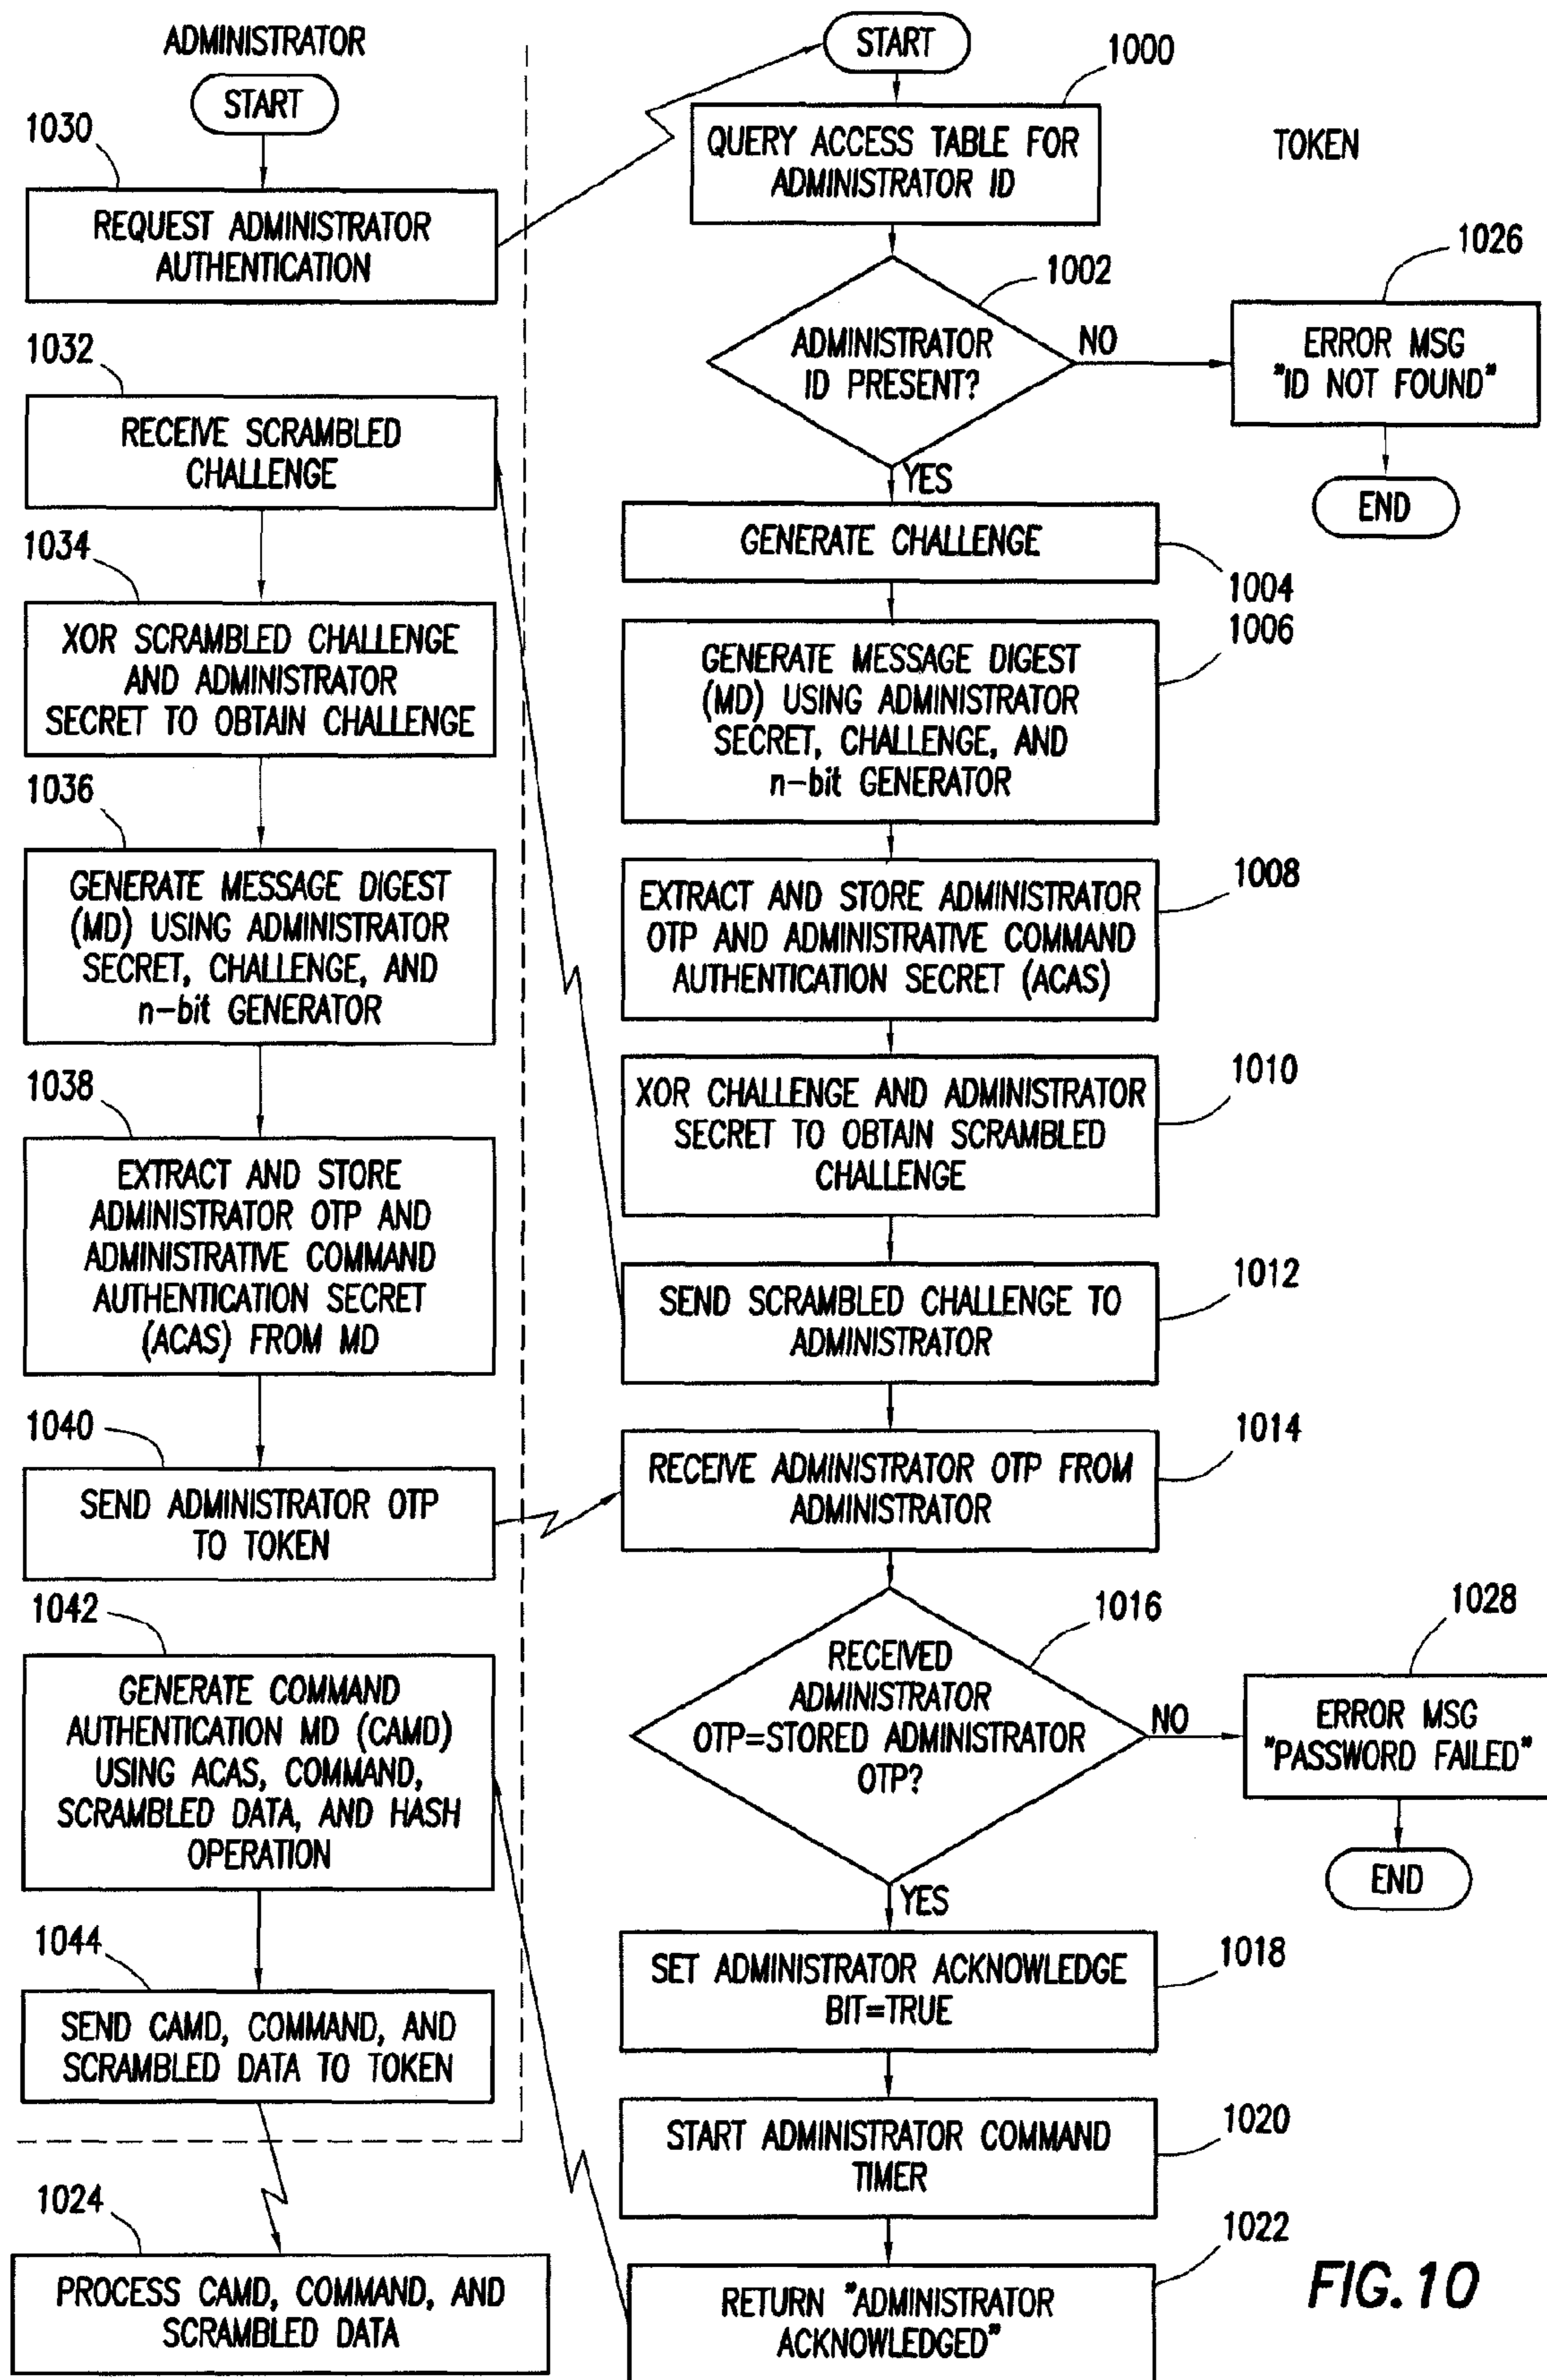 ADMINISTRATOR
START
1030
REQUEST ADMINISTRATOR
AUTHENTICATION
1032
RECEIVE SCRAMBLED
CHALLENGE
1034
XOR SCRAMBLED CHALLENGE
AND ADMINISTRATOR
SECRET TO OBTAIN CHALLENGE
1036
GENERATE MESSAGE DIGEST
(MD) USING ADMINISTRATOR
SECRET, CHALLENGE, AND
n-bit GENERATOR
1038
EXTRACT AND STORE
ADMINISTRATOR OTP AND
ADMINISTRATIVE COMMAND
AUTHENTICATION SECRET
(ACAS) FROM MD
1040
SEND ADMINISTRATOR OTP
TO TOKEN
1042
GENERATE COMMAND
AUTHENTICATION MD (CAMD)
USING ACAS, COMMAND,
SCRAMBLED DATA, AND HASH
OPERATION
1044
SEND CAMD, COMMAND, AND
SCRAMBLED DATA TO TOKEN
1024
PROCESS CAMD, COMMAND, AND
SCRAMBLED DATA
START
1000
QUERY ACCESS TABLE FOR
ADMINISTRATOR ID
TOKEN
1002
ADMINISTRATOR
ID PRESENT?
NO
1026
ERROR MSG
"ID NOT FOUND"
END
YES
GENERATE CHALLENGE
1004
1006
GENERATE MESSAGE DIGEST
(MD) USING ADMINISTRATOR
SECRET, CHALLENGE, AND
n-bit GENERATOR
1008
EXTRACT AND STORE ADMINISTRATOR
OTP AND ADMINISTRATIVE COMMAND
AUTHENTICATION SECRET (ACAS)
1010
XOR CHALLENGE AND ADMINISTRATOR
SECRET TO OBTAIN SCRAMBLED
CHALLENGE
1012
SEND SCRAMBLED CHALLENGE TO
ADMINISTRATOR
1014
RECEIVE ADMINISTRATOR OTP FROM
ADMINISTRATOR
1016
RECEIVED
ADMINISTRATOR
OTP=STORED ADMINISTRATOR
OTP?
NO
1028
ERROR MSG
"PASSWORD FAILED"
END
YES
1018
SET ADMINISTRATOR ACKNOWLEDGE
BIT=TRUE
1020
START ADMINISTRATOR COMMAND
TIMER
1022
RETURN "ADMINISTRATOR
ACKNOWLEDGED"
FIG. 10